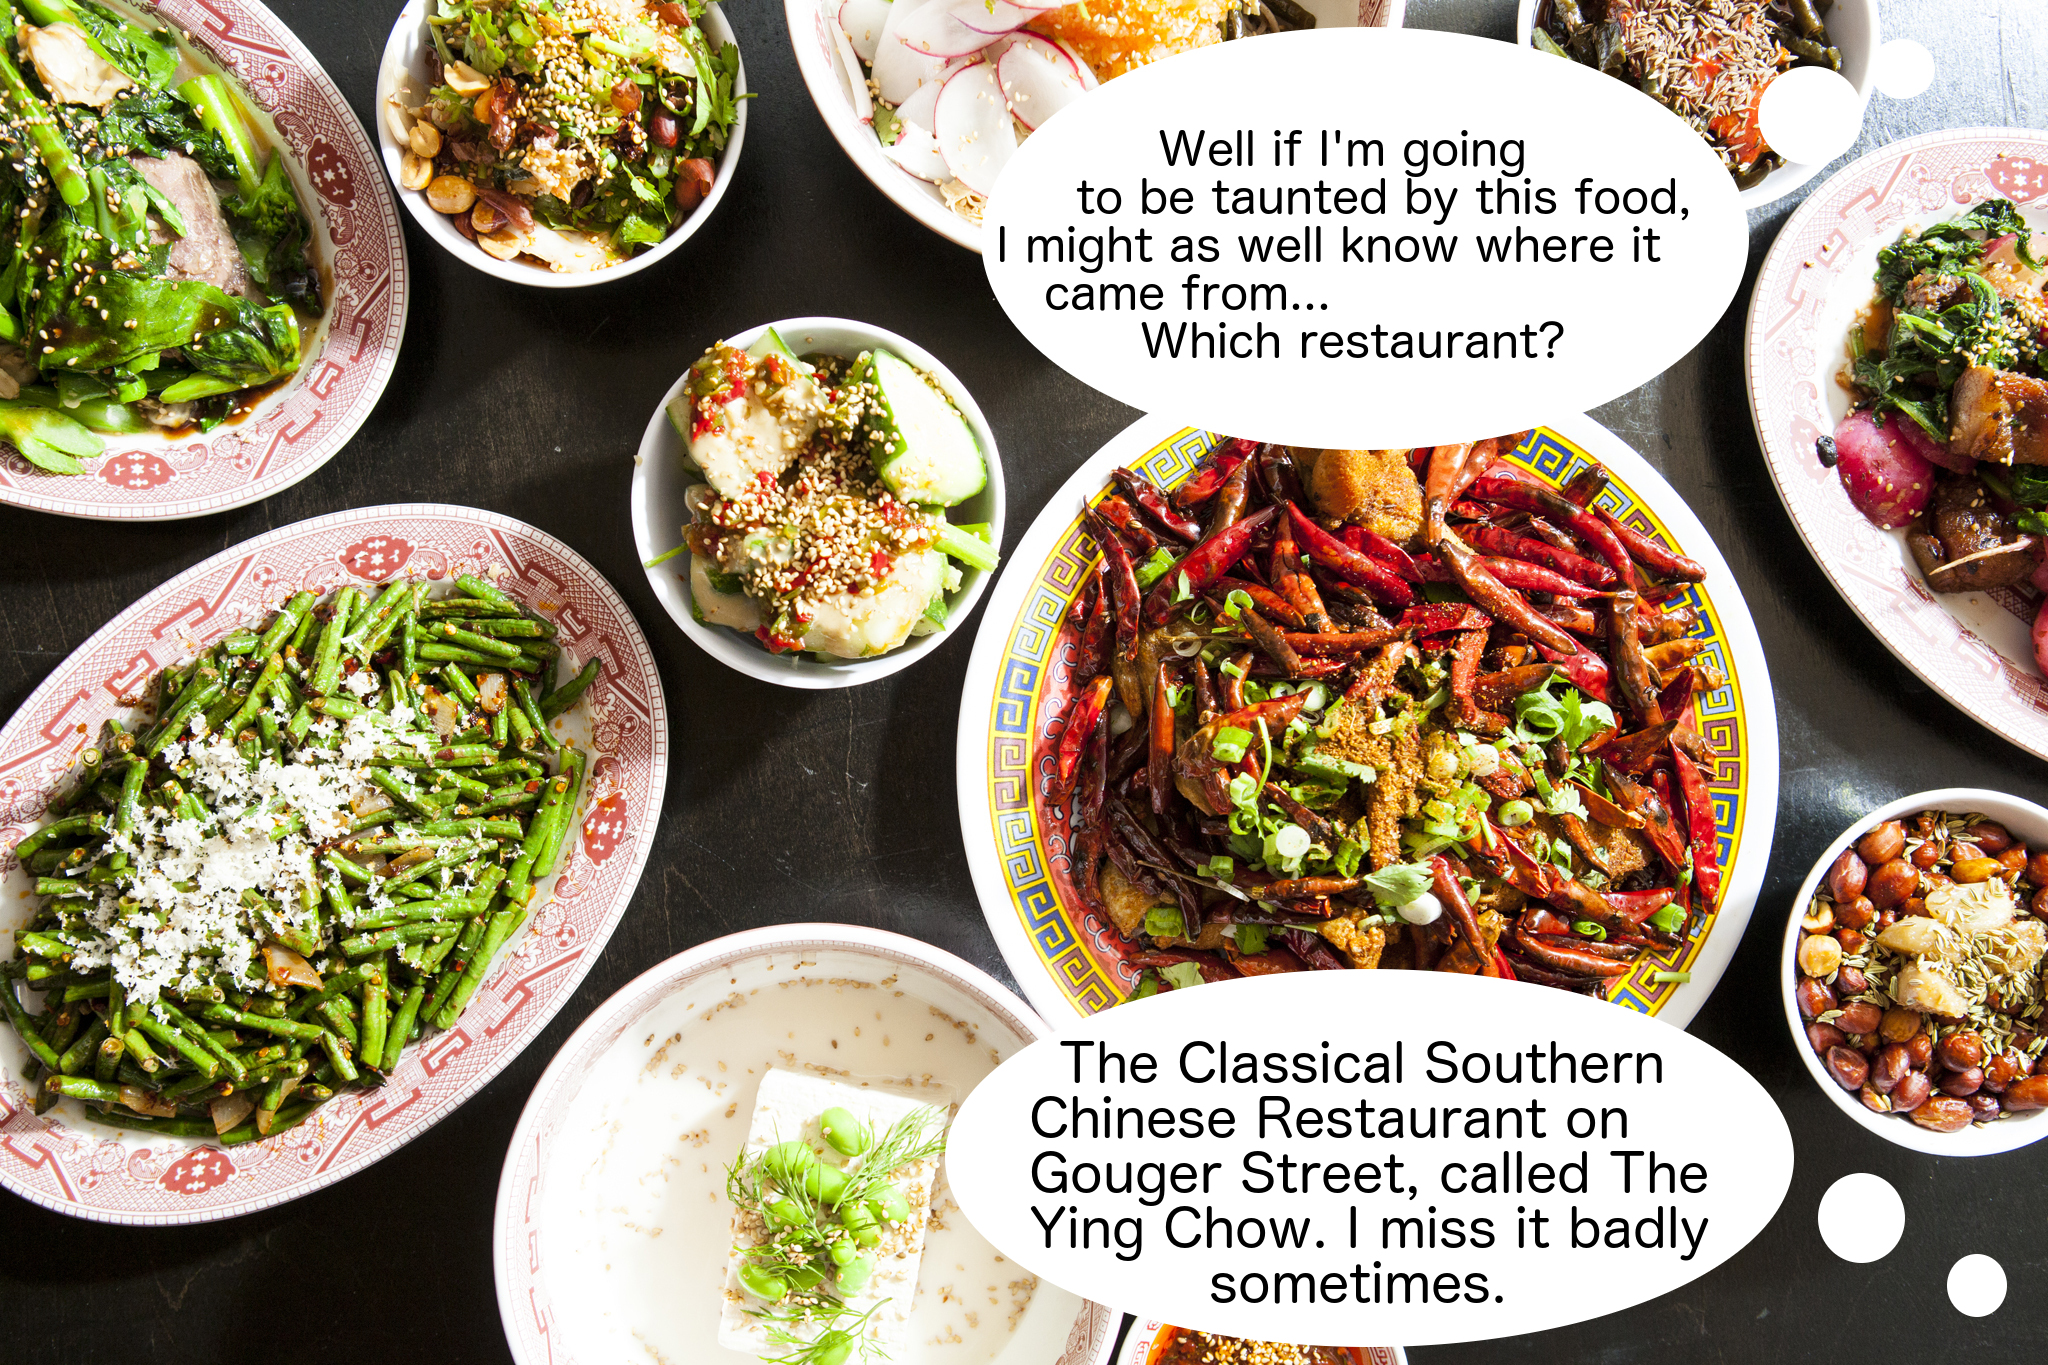 Well if I'm going
to be taunted by this food,
I might as well know where it
came from...
Which restaurant?
The Classical Southern
Chinese Restaurant on
Gouger Street, called The
Ying Chow. I miss it badly
sometimes.